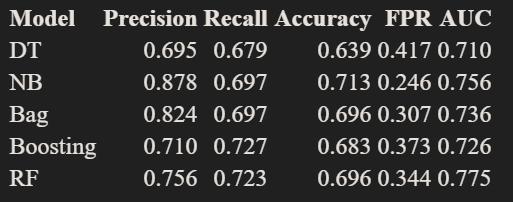 Model Precision Recall Accuracy FPR AUC
DT 0.695 0.679 0.639 0.417 0.710
NB 0.878 0.697 0.713 0.246 0.756
Bag 0.824 0.697 0.696 0.307 0.736
Boosting 0.710 0.727 0.683 0.373 0.726
RF 0.756 0.723 0.696 0.344 0.775